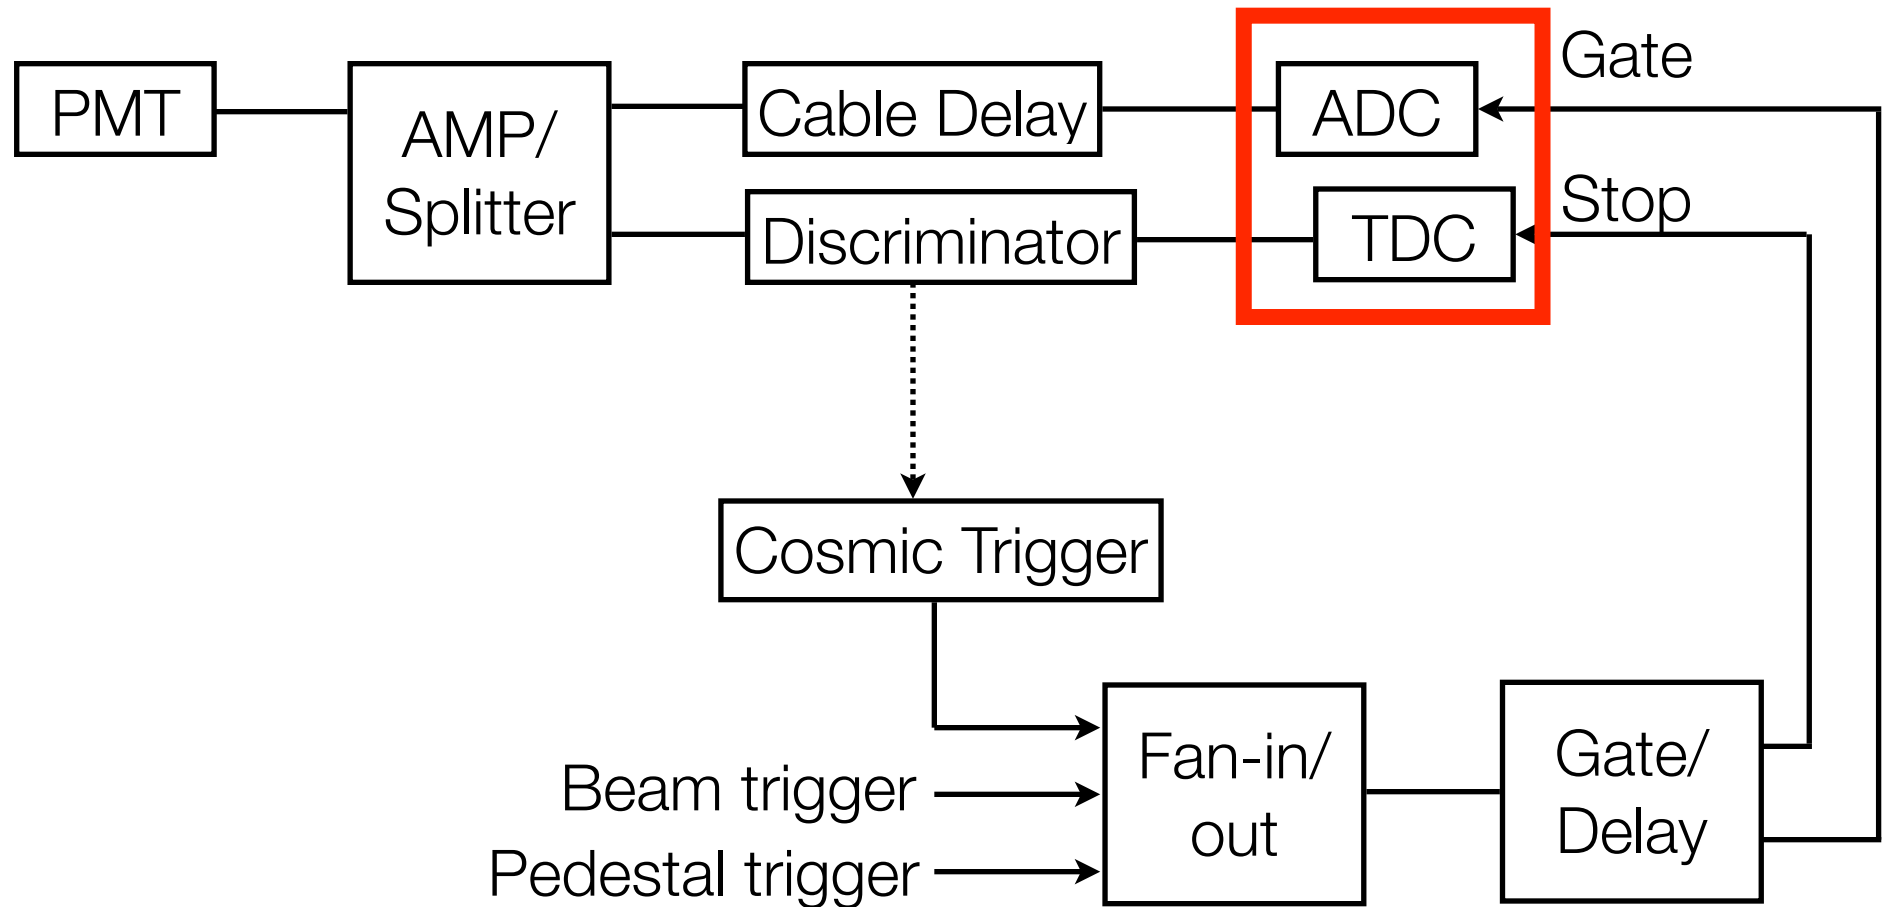 PMT
AMP/
Splitter
Cable Delay
ADC
Gate
Discriminator
TDC
Stop
Cosmic Trigger
Beam trigger
Pedestal trigger
Fan-in/
out
Gate/
Delay